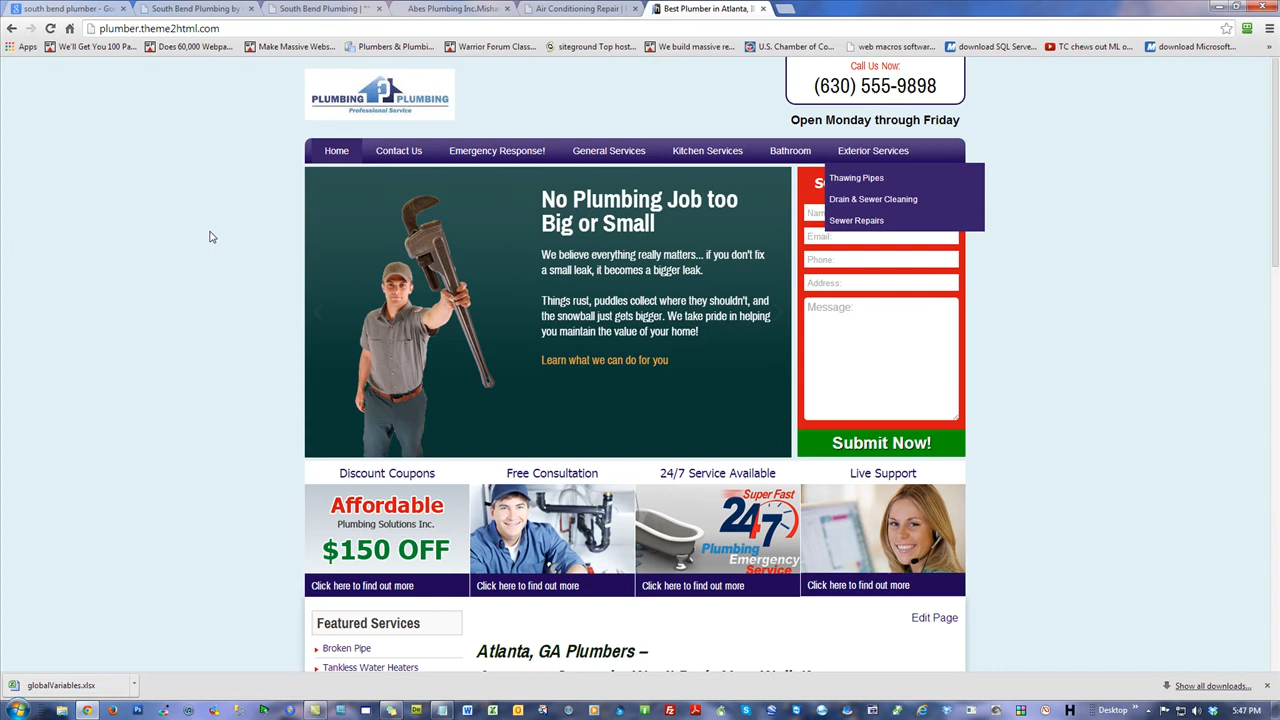 south bend plumber - Go
South Bend Plumbing by
South Bend Plumbing | "
Abes Plumbing Inc.Misha
Air Conditioning Repair |
Best Plumber in Atlanta,
plumber.theme2html.com
Apps
We'll Get You 100 Pa...
Does 60,000 Webpa...
Make Massive Webs...
Plumbers & Plumbi...
Warrior Forum Class...
siteground Top host...
We build massive re...
U.S. Chamber of Co...
web macros softwar...
download SQL Serve...
TC chews out ML o...
download Microsoft...
Call Us Now:
(630) 555-9898
PLUMBING PLUMBING
Professional Service
Open Monday through Friday
Home
Contact Us
Emergency Response!
General Services
Kitchen Services
Bathroom
Exterior Services
Thawing Pipes
Drain & Sewer Cleaning
Sewer Repairs
No Plumbing Job too
Big or Small
We believe everything really matters... if you don't fix
a small leak, it becomes a bigger leak.
Things rust, puddles collect where they shouldn't, and
the snowball just gets bigger. We take pride in helping
you maintain the value of your home!
Learn what we can do for you
Email:
Phone:
Address:
Message:
Submit Now!
Discount Coupons
Free Consultation
24/7 Service Available
Live Support
Affordable
Plumbing Solutions Inc.
$150 OFF
Super Fast
24/7
Plumbing
Emergency
Service
Click here to find out more
Click here to find out more
Click here to find out more
Click here to find out more
Edit Page
Featured Services
Broken Pipe
Tankless Water Heaters
Atlanta, GA Plumbers –
globalVariables.xlsx
Show all downloads...
Desktop
5:47 PM